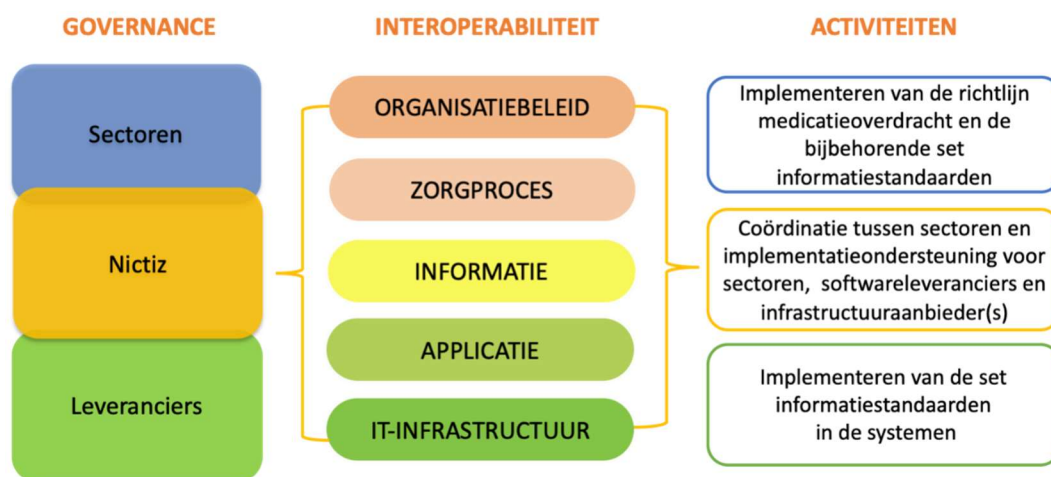 GOVERNANCE
Sectoren
Nictiz
Leveranciers
INTEROPERABILITEIT
ORGANISATIEBELEID
ZORGPROCES
INFORMATIE
APPLICATIE
IT-INFRASTRUCTUUR
ACTIVITEITEN
Implementeren van de richtlijn
medicatieoverdracht en de
bijbehorende set
informatiestandaarden
Coördinatie tussen sectoren en
implementatieondersteuning voor
sectoren, softwareleveranciers en
infrastructuuraanbieder(s)
Implementeren van de set
informatiestandaarden
in de systemen